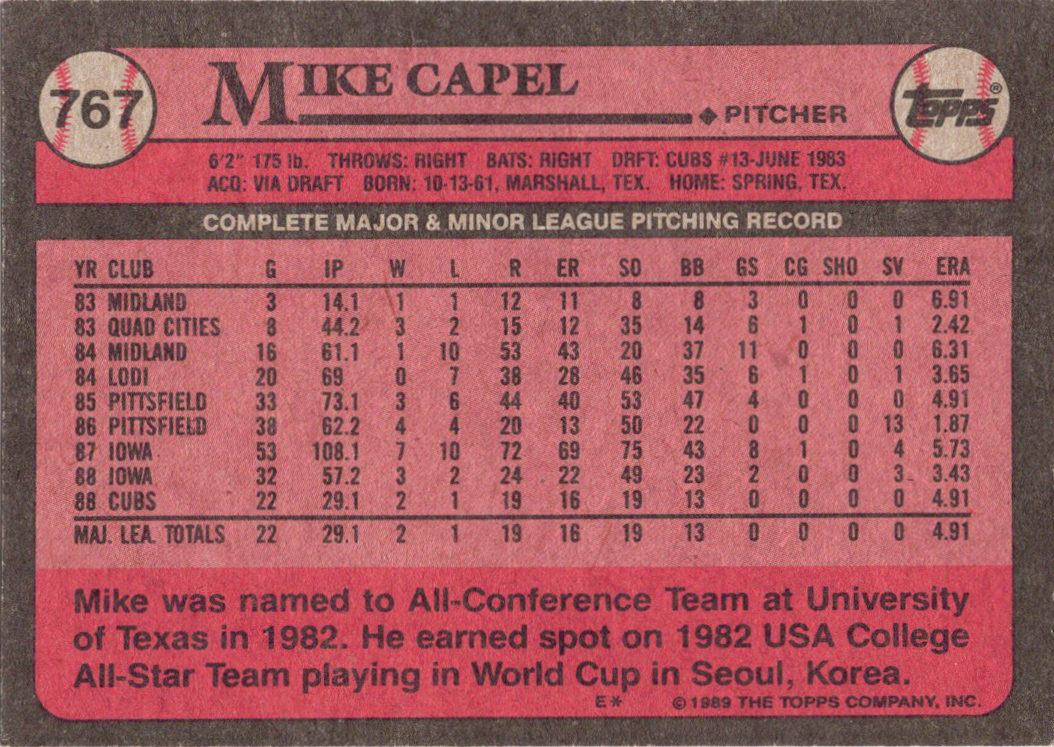 767
MIKE CAPEL
◆ PITCHER
TOPPS®
6'2" 175 lb. THROWS: RIGHT BATS: RIGHT DRFT: CUBS #13-JUNE 1983
ACQ: VIA DRAFT BORN: 10-13-61, MARSHALL, TEX. HOME: SPRING, TEX.
COMPLETE MAJOR & MINOR LEAGUE PITCHING RECORD
YR CLUB G IP W L R ER SO BB GS CG SHO SV ERA
83 MIDLAND 3 14.1 1 1 12 11 8 8 3 0 0 0 6.91
83 QUAD CITIES 8 44.2 3 2 15 12 35 14 6 1 0 1 2.42
84 MIDLAND 16 61.1 1 10 53 43 20 37 11 0 0 0 6.31
84 LODI 20 69 0 7 38 28 46 35 6 1 0 1 3.65
85 PITTSFIELD 33 73.1 3 6 44 40 53 47 4 0 0 0 4.91
86 PITTSFIELD 38 62.2 4 4 20 13 50 22 0 0 0 13 1.87
87 IOWA 53 108.1 7 10 72 69 75 43 8 1 0 4 5.73
88 IOWA 32 57.2 3 2 24 22 49 23 2 0 0 3 3.43
88 CUBS 22 29.1 2 1 19 16 19 13 0 0 0 0 4.91
MAJ. LEA. TOTALS 22 29.1 2 1 19 16 19 13 0 0 0 0 4.91
Mike was named to All-Conference Team at University
of Texas in 1982. He earned spot on 1982 USA College
All-Star Team playing in World Cup in Seoul, Korea.
E* ©1989 THE TOPPS COMPANY, INC.